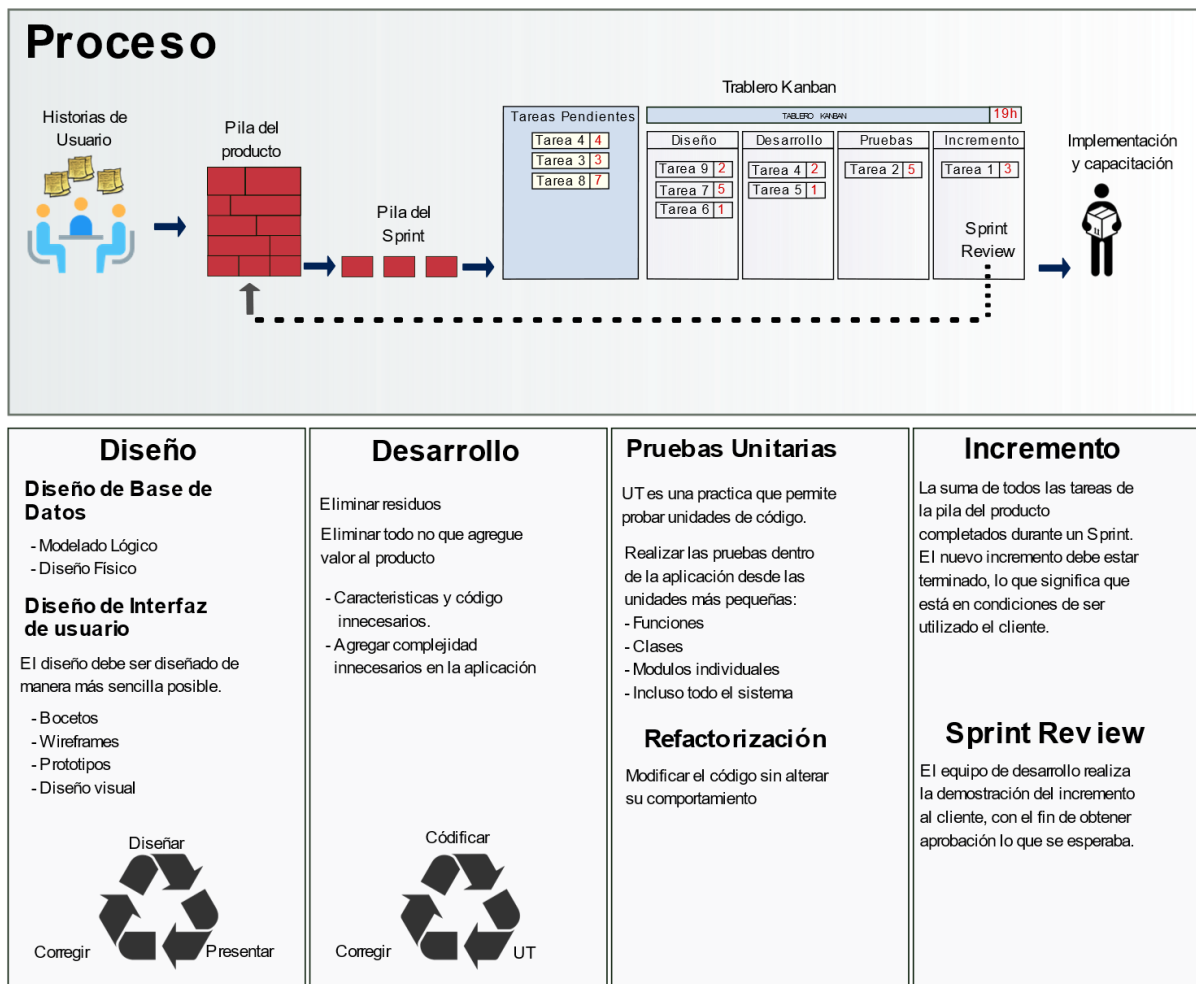 Proceso
Historias de
Usuario
Pila del
producto
Pila del
Sprint
Trablero Kanban
Tareas Pendientes
Tarea 4 4
Tarea 3 3
Tarea 8 7
TABLERO KANBAN 19h
Diseño
Tarea 9 2
Tarea 7 5
Tarea 6 1
Desarrollo
Tarea 4 2
Tarea 5 1
Pruebas
Tarea 2 5
Incremento
Tarea 1 3
Sprint
Review
Implementación
y capacitación
Diseño
Diseño de Base de
Datos
- Modelado Lógico
- Diseño Físico
Diseño de Interfaz
de usuario
El diseño debe ser diseñado de
manera más sencilla posible.
- Bocetos
- Wireframes
- Prototipos
- Diseño visual
Diseñar
Corregir
Presentar
Desarrollo
Eliminar residuos
Eliminar todo no que agregue
valor al producto
- Caracteristicas y código
innecesarios.
- Agregar complejidad
innecesarios en la aplicación
Códificar
Corregir
UT
Pruebas Unitarias
UT es una practica que permite
probar unidades de código.
Realizar las pruebas dentro
de la aplicación desde las
unidades más pequeñas:
- Funciones
- Clases
- Modulos individuales
- Incluso todo el sistema
Refactorización
Modificar el código sin alterar
su comportamiento
Incremento
La suma de todos las tareas de
la pila del producto
completados durante un Sprint.
El nuevo incremento debe estar
terminado, lo que significa que
está en condiciones de ser
utilizado el cliente.
Sprint Review
El equipo de desarrollo realiza
la demostración del incremento
al cliente, con el fin de obtener
aprobación lo que se esperaba.